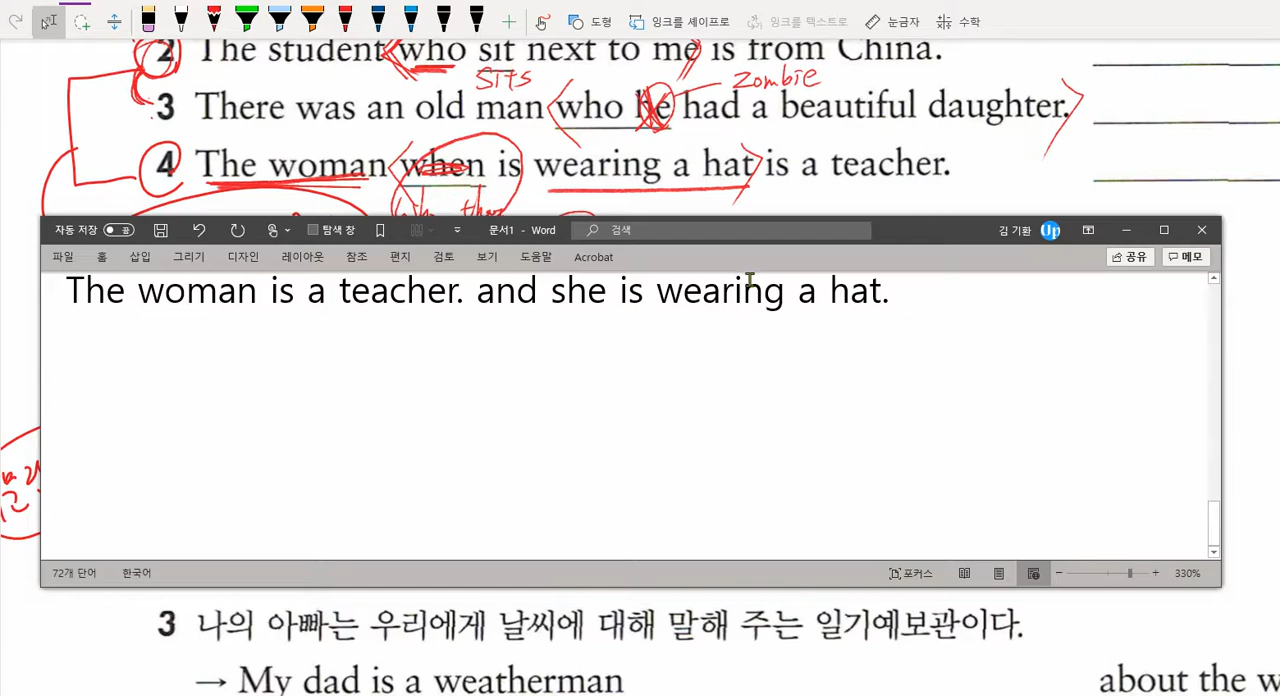 도형 잉크를 셰이프로 잉크를 텍스트로 눈금자 수학
2 The student who sit next to me is from China.
sits zombie
3 There was an old man who he had a beautiful daughter.
4 The woman when is wearing a hat is a teacher.
자동 저장 끔 탐색 창 문서1 - Word 검색 김 기환 Up
파일 홈 삽입 그리기 디자인 레이아웃 참조 편지 검토 보기 도움말 Acrobat 공유 메모
The woman is a teacher. and she is wearing a hat.
72개 단어 한국어 포커스 330%
3 나의 아빠는 우리에게 날씨에 대해 말해 주는 일기예보관이다.
→ My dad is a weatherman about the w